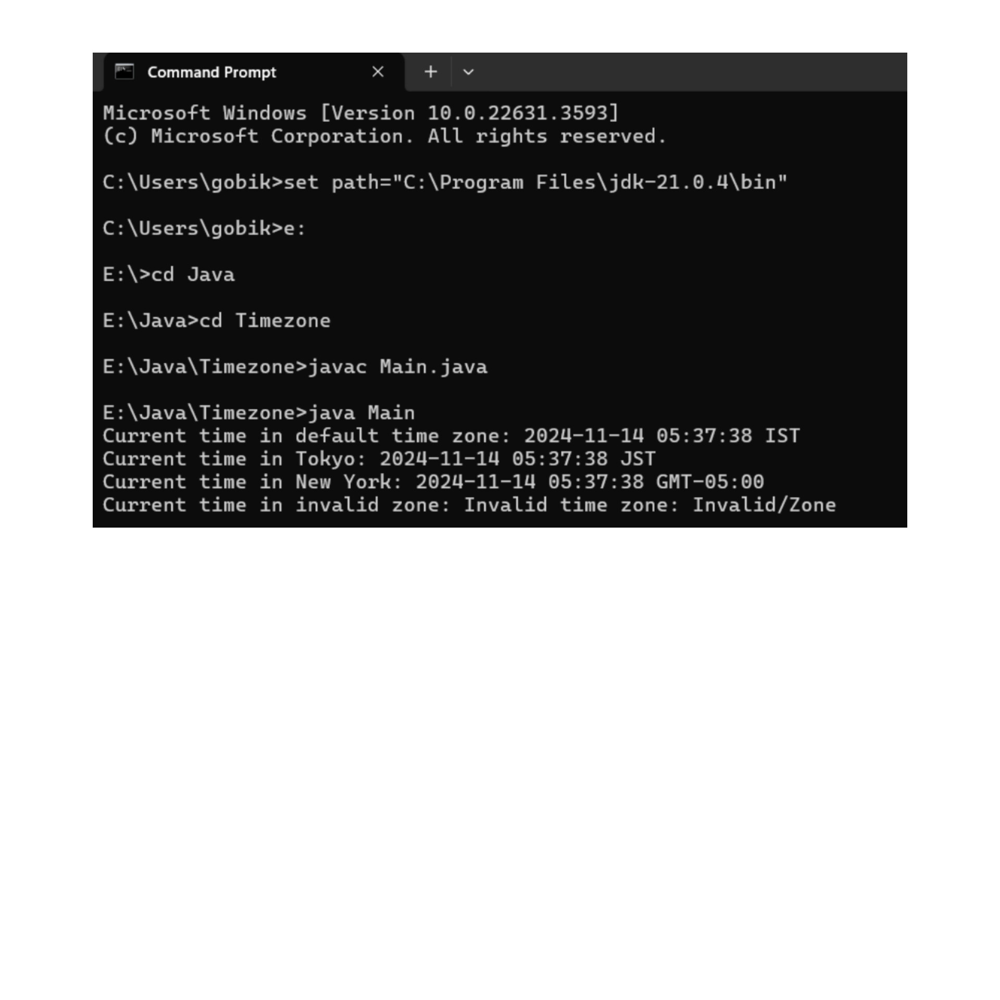 Command Prompt
Microsoft Windows [Version 10.0.22631.3593]
(c) Microsoft Corporation. All rights reserved.
C:\Users\gobik>set path="C:\Program Files\jdk-21.0.4\bin"
C:\Users\gobik>e:
E:\>cd Java
E:\Java>cd Timezone
E:\Java\Timezone>javac Main.java
E:\Java\Timezone>java Main
Current time in default time zone: 2024-11-14 05:37:38 IST
Current time in Tokyo: 2024-11-14 05:37:38 JST
Current time in New York: 2024-11-14 05:37:38 GMT-05:00
Current time in invalid zone: Invalid time zone: Invalid/Zone